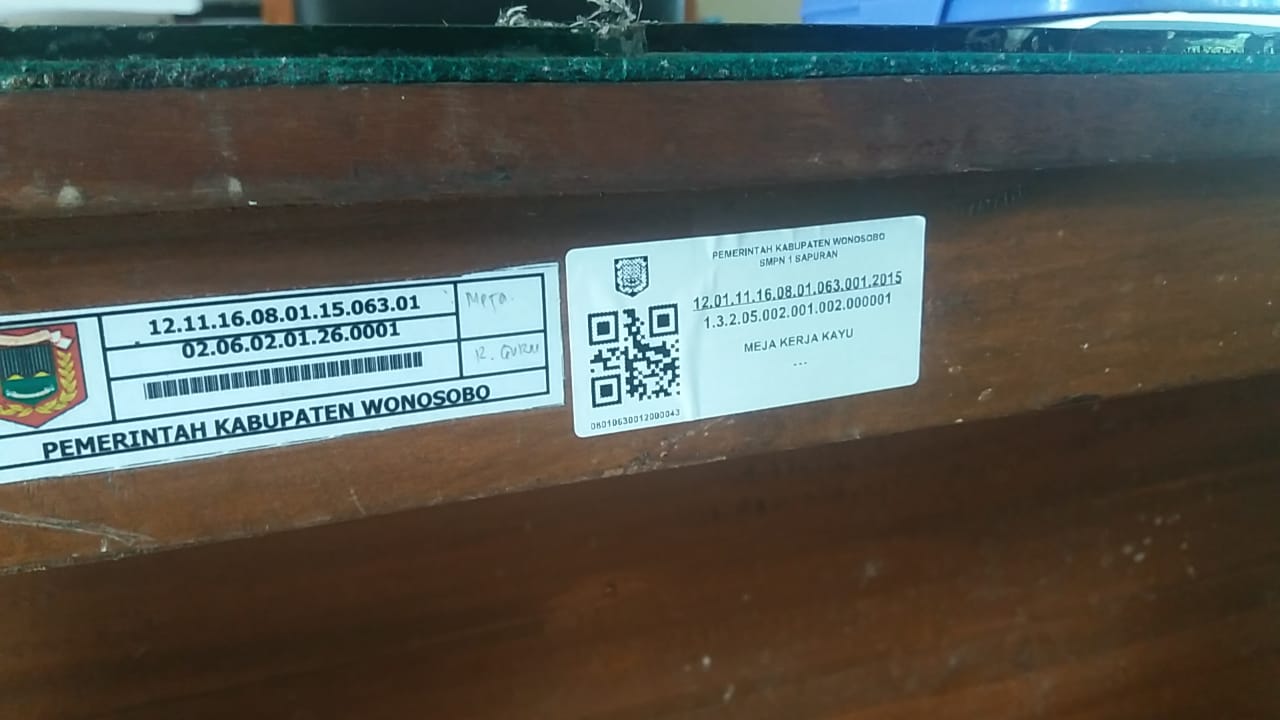 12.11.16.08.01.15.063.01
02.06.02.01.26.0001
Meja
R. GURU
PEMERINTAH KABUPATEN WONOSOBO
PEMERINTAH KABUPATEN WONOSOBO
SMPN 1 SAPURAN
12.01.11.16.08.01.063.001.2015
1.3.2.05.002.001.002.000001
MEJA KERJA KAYU
---